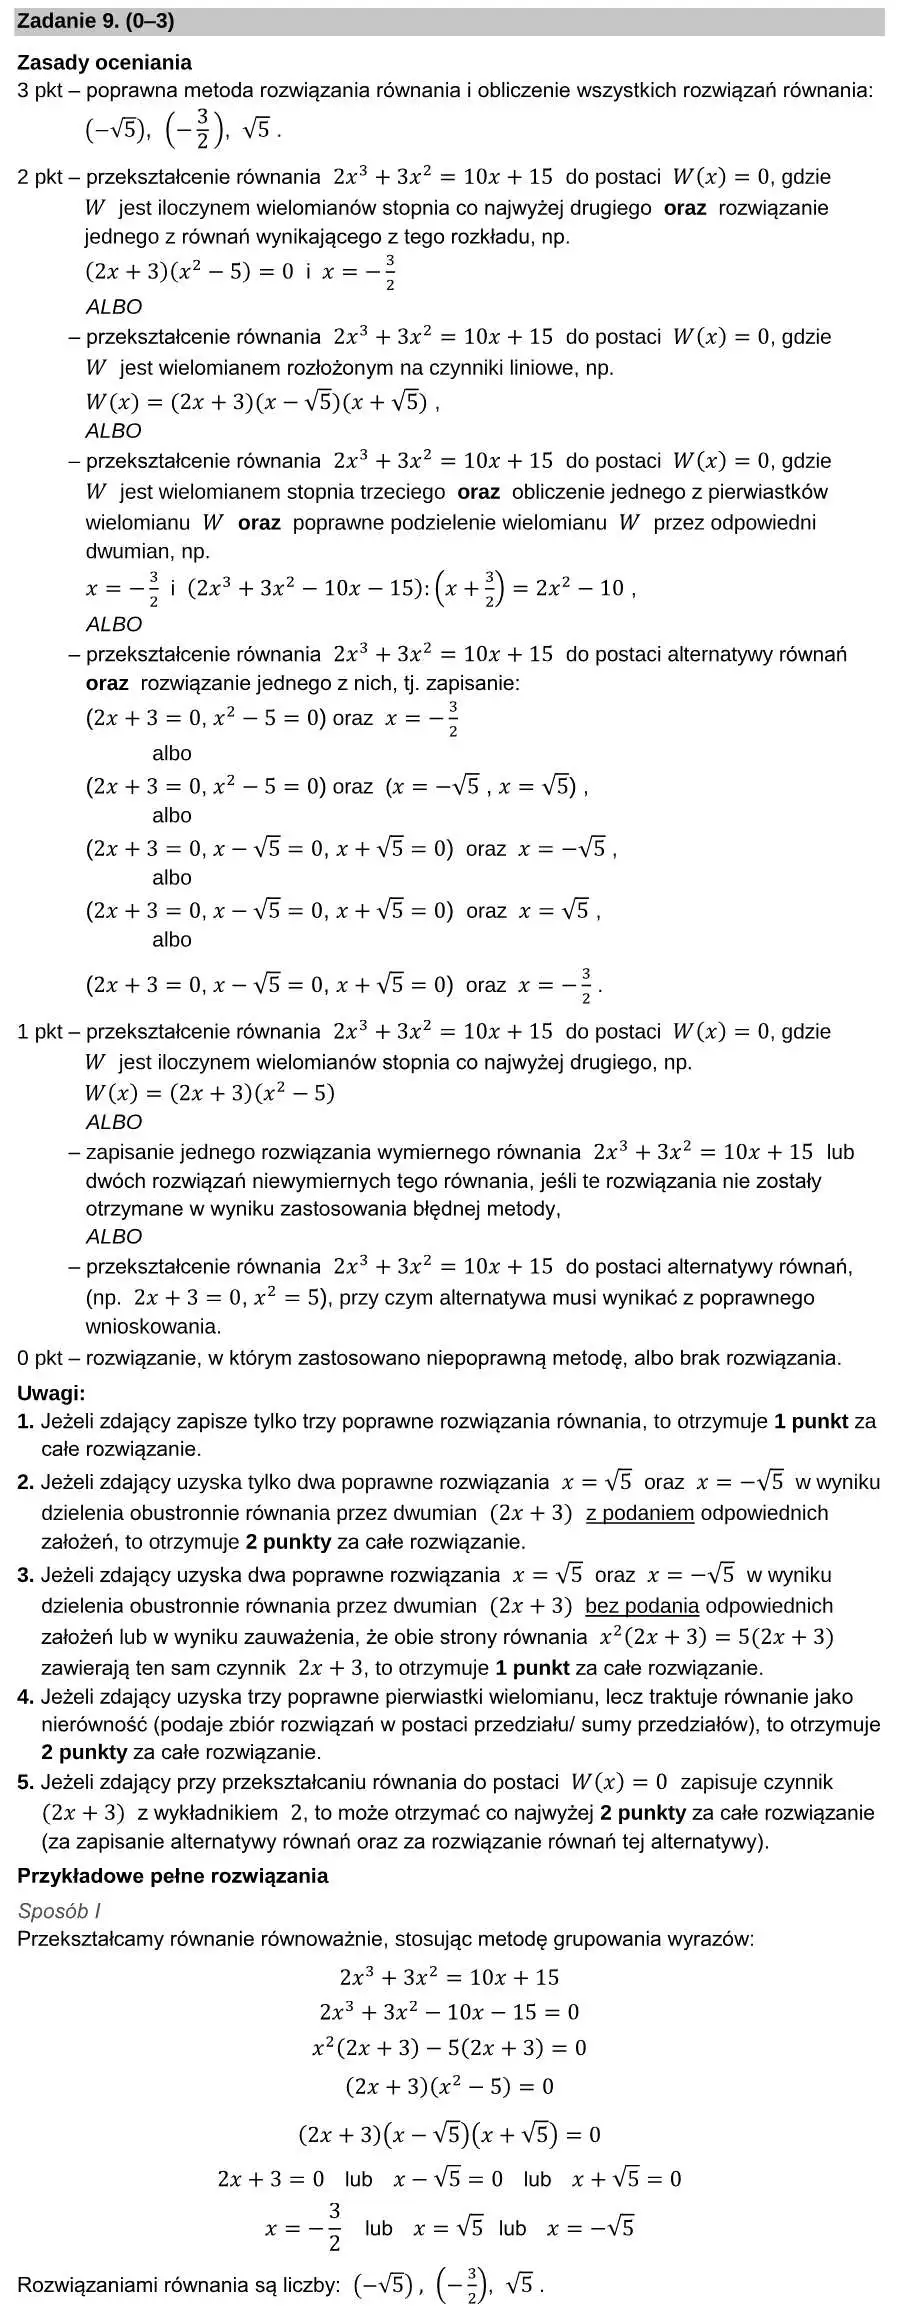 Zadanie 9. (0–3)
Zasady oceniania
3 pkt – poprawna metoda rozwiązania równania i obliczenie wszystkich rozwiązań równania:
(−√5), (−3/2), √5 .
2 pkt – przekształcenie równania 2x³ + 3x² = 10x + 15 do postaci W(x) = 0, gdzie
W jest iloczynem wielomianów stopnia co najwyżej drugiego oraz rozwiązanie
jednego z równań wynikającego z tego rozkładu, np.
(2x + 3)(x² − 5) = 0 i x = −3/2
ALBO
– przekształcenie równania 2x³ + 3x² = 10x + 15 do postaci W(x) = 0, gdzie
W jest wielomianem rozłożonym na czynniki liniowe, np.
W(x) = (2x + 3)(x − √5)(x + √5) ,
ALBO
– przekształcenie równania 2x³ + 3x² = 10x + 15 do postaci W(x) = 0, gdzie
W jest wielomianem stopnia trzeciego oraz obliczenie jednego z pierwiastków
wielomianu W oraz poprawne podzielenie wielomianu W przez odpowiedni
dwumian, np.
x = −3/2 i (2x³ + 3x² − 10x − 15): (x + 3/2) = 2x² − 10 ,
ALBO
– przekształcenie równania 2x³ + 3x² = 10x + 15 do postaci alternatywy równań
oraz rozwiązanie jednego z nich, tj. zapisanie:
(2x + 3 = 0, x² − 5 = 0) oraz x = −3/2
albo
(2x + 3 = 0, x² − 5 = 0) oraz (x = −√5 , x = √5) ,
albo
(2x + 3 = 0, x − √5 = 0, x + √5 = 0) oraz x = −√5 ,
albo
(2x + 3 = 0, x − √5 = 0, x + √5 = 0) oraz x = √5 ,
albo
(2x + 3 = 0, x − √5 = 0, x + √5 = 0) oraz x = −3/2 .
1 pkt – przekształcenie równania 2x³ + 3x² = 10x + 15 do postaci W(x) = 0, gdzie
W jest iloczynem wielomianów stopnia co najwyżej drugiego, np.
W(x) = (2x + 3)(x² − 5)
ALBO
– zapisanie jednego rozwiązania wymiernego równania 2x³ + 3x² = 10x + 15 lub
dwóch rozwiązań niewymiernych tego równania, jeśli te rozwiązania nie zostały
otrzymane w wyniku zastosowania błędnej metody,
ALBO
– przekształcenie równania 2x³ + 3x² = 10x + 15 do postaci alternatywy równań,
(np. 2x + 3 = 0, x² = 5), przy czym alternatywa musi wynikać z poprawnego
wnioskowania.
0 pkt – rozwiązanie, w którym zastosowano niepoprawną metodę, albo brak rozwiązania.
Uwagi:
1. Jeżeli zdający zapisze tylko trzy poprawne rozwiązania równania, to otrzymuje 1 punkt za
całe rozwiązanie.
2. Jeżeli zdający uzyska tylko dwa poprawne rozwiązania x = √5 oraz x = −√5 w wyniku
dzielenia obustronnie równania przez dwumian (2x + 3) z podaniem odpowiednich
założeń, to otrzymuje 2 punkty za całe rozwiązanie.
3. Jeżeli zdający uzyska dwa poprawne rozwiązania x = √5 oraz x = −√5 w wyniku
dzielenia obustronnie równania przez dwumian (2x + 3) bez podania odpowiednich
założeń lub w wyniku zauważenia, że obie strony równania x²(2x + 3) = 5(2x + 3)
zawierają ten sam czynnik 2x + 3, to otrzymuje 1 punkt za całe rozwiązanie.
4. Jeżeli zdający uzyska trzy poprawne pierwiastki wielomianu, lecz traktuje równanie jako
nierówność (podaje zbiór rozwiązań w postaci przedziału/ sumy przedziałów), to otrzymuje
2 punkty za całe rozwiązanie.
5. Jeżeli zdający przy przekształcaniu równania do postaci W(x) = 0 zapisuje czynnik
(2x + 3) z wykładnikiem 2, to może otrzymać co najwyżej 2 punkty za całe rozwiązanie
(za zapisanie alternatywy równań oraz za rozwiązanie równań tej alternatywy).
Przykładowe pełne rozwiązania
Sposób I
Przekształcamy równanie równoważnie, stosując metodę grupowania wyrazów:
2x³ + 3x² = 10x + 15
2x³ + 3x² − 10x − 15 = 0
x²(2x + 3) − 5(2x + 3) = 0
(2x + 3)(x² − 5) = 0
(2x + 3)(x − √5)(x + √5) = 0
2x + 3 = 0 lub x − √5 = 0 lub x + √5 = 0
x = −3/2 lub x = √5 lub x = −√5
Rozwiązaniami równania są liczby: (−√5) , (−3/2), √5 .